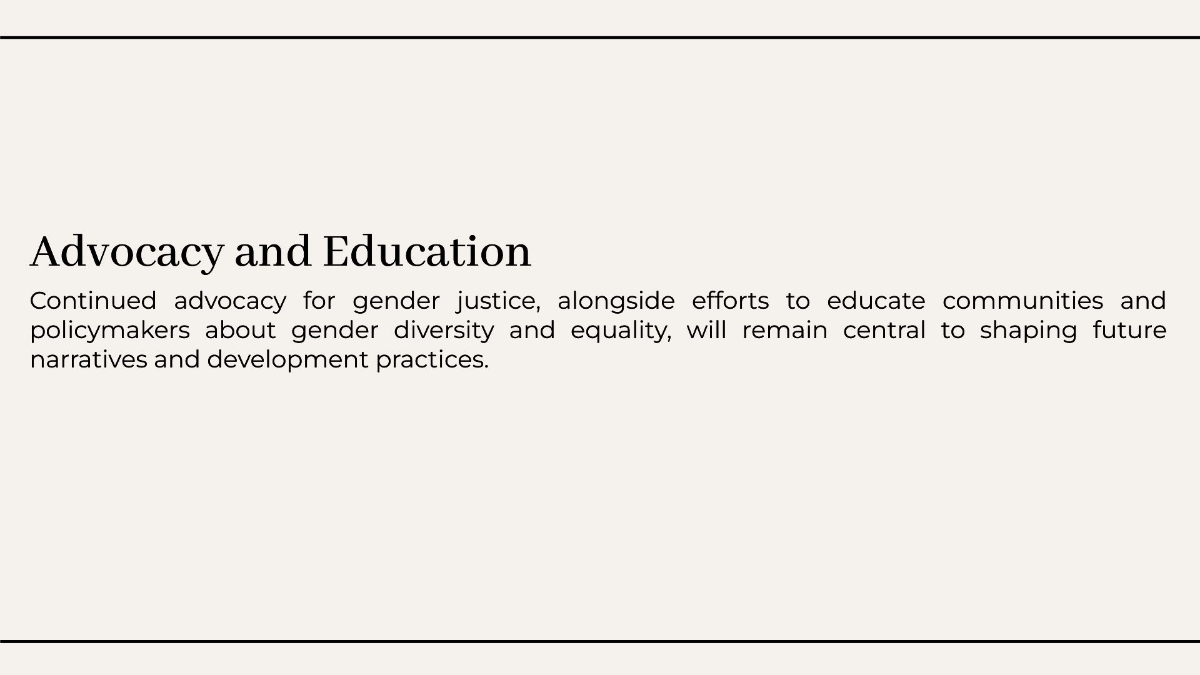 Advocacy and Education
Continued advocacy for gender justice, alongside efforts to educate communities and
policymakers about gender diversity and equality, will remain central to shaping future
narratives and development practices.